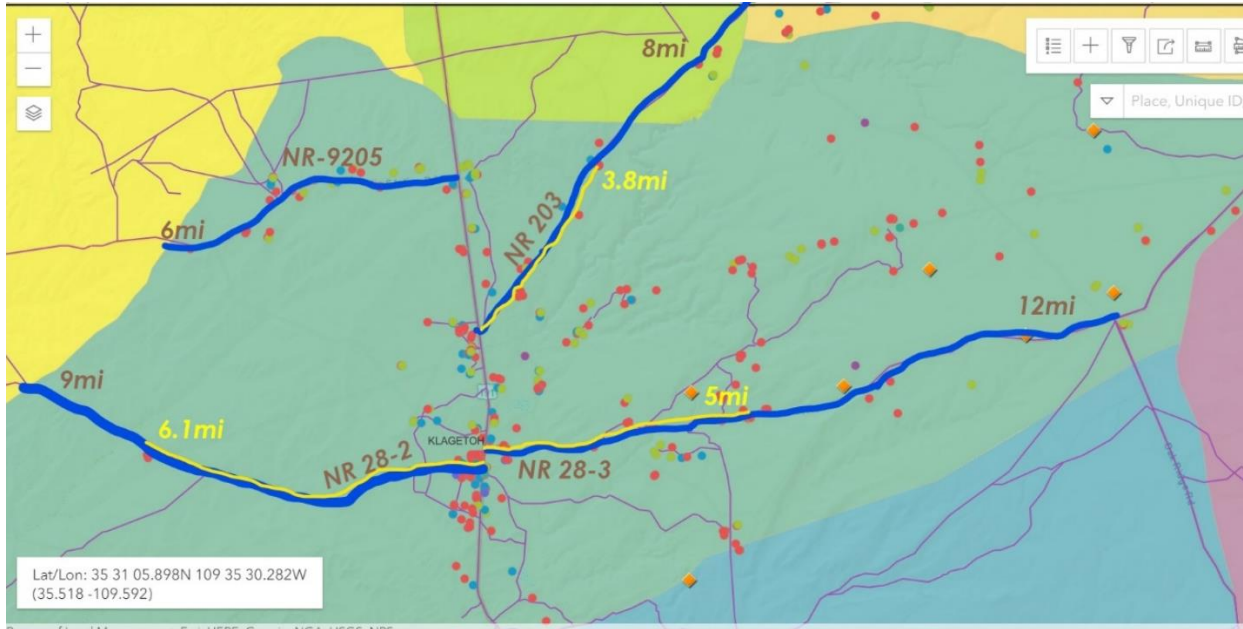 8mi
Place, Unique ID,
NR-9205
3.8mi
NR 203
6mi
12mi
9mi
5mi
6.1mi
KLAGETOH
NR 28-2
NR 28-3
Lat/Lon: 35 31 05.898N 109 35 30.282W
(35.518 -109.592)